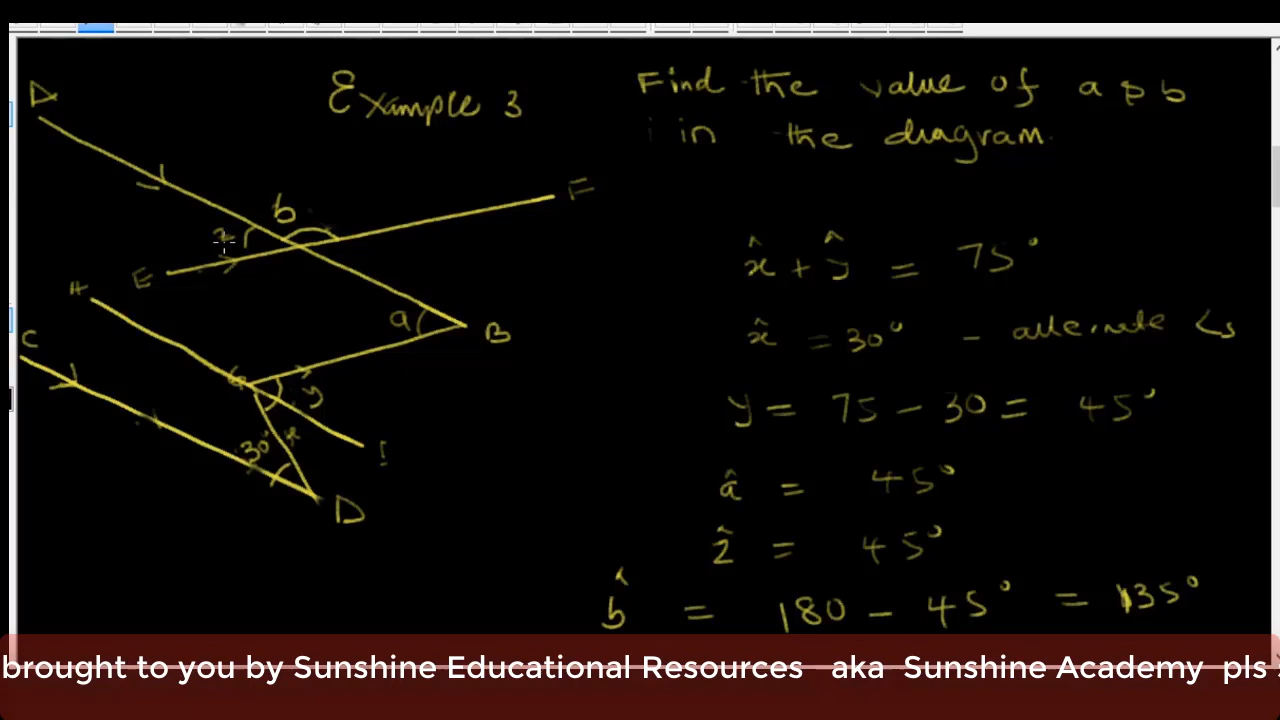 Example 3
Find the value of a & b
in the diagram.
A
b
F
z
E
H
C
a
B
G
y
30°
x
I
D
x̂ + ŷ = 75°
x̂ = 30° - alternate <s
y = 75 - 30 = 45°
â = 45°
ẑ = 45°
b̂ = 180 - 45° = 135°
brought to you by Sunshine Educational Resources aka Sunshine Academy pls